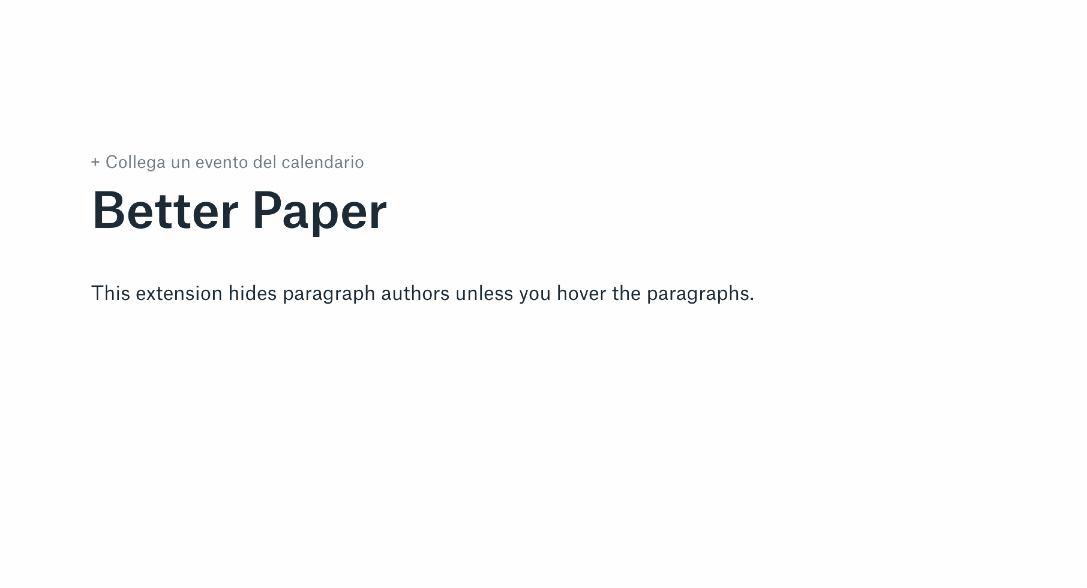 + Collega un evento del calendario
Better Paper
This extension hides paragraph authors unless you hover the paragraphs.